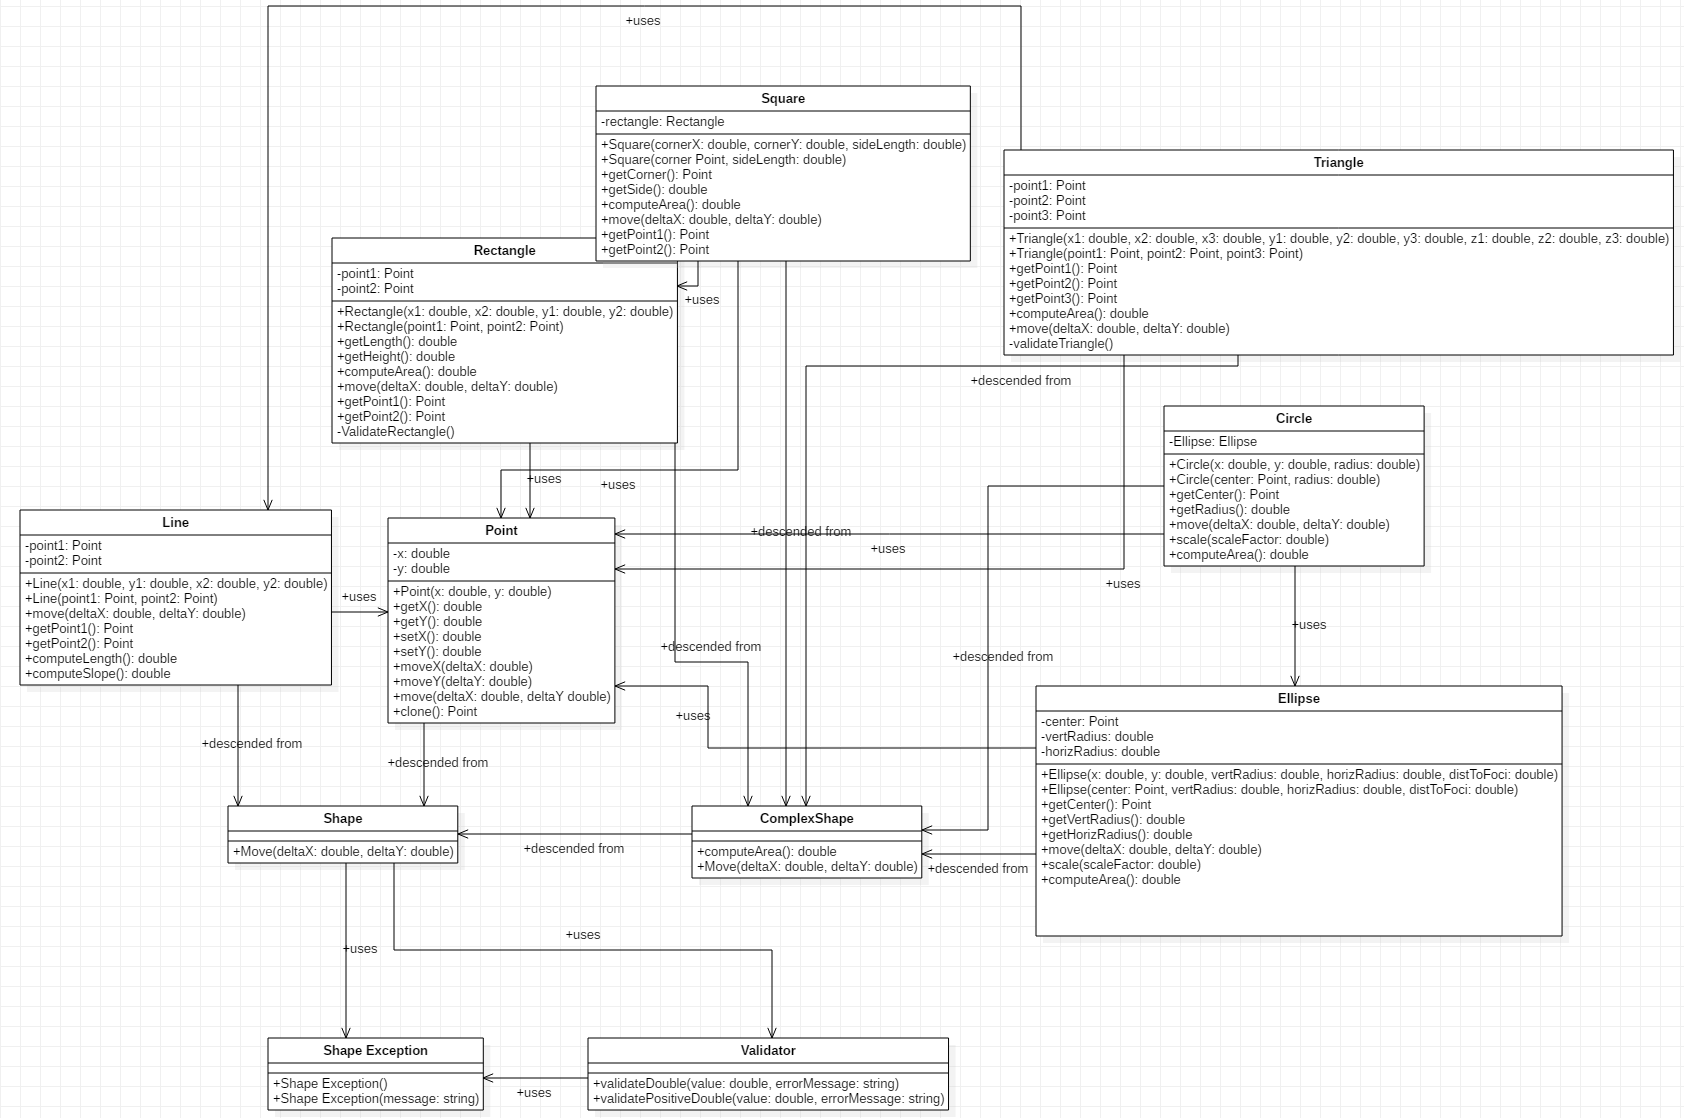 +uses
Square
-rectangle: Rectangle
+Square(cornerX: double, cornerY: double, sideLength: double)
+Square(corner Point, sideLength: double)
+getCorner(): Point
+getSide(): double
+computeArea(): double
+move(deltaX: double, deltaY: double)
+getPoint1(): Point
+getPoint2(): Point
Triangle
-point1: Point
-point2: Point
-point3: Point
+Triangle(x1: double, x2: double, x3: double, y1: double, y2: double, y3: double, z1: double, z2: double, z3: double)
+Triangle(point1: Point, point2: Point, point3: Point)
+getPoint1(): Point
+getPoint2(): Point
+getPoint3(): Point
+computeArea(): double
+move(deltaX: double, deltaY: double)
-validateTriangle()
Rectangle
-point1: Point
-point2: Point
+Rectangle(x1: double, x2: double, y1: double, y2: double)
+Rectangle(point1: Point, point2: Point)
+getLength(): double
+getHeight(): double
+computeArea(): double
+move(deltaX: double, deltaY: double)
+getPoint1(): Point
+getPoint2(): Point
-ValidateRectangle()
+uses
+descended from
Circle
-Ellipse: Ellipse
+Circle(x: double, y: double, radius: double)
+Circle(center: Point, radius: double)
+getCenter(): Point
+getRadius(): double
+move(deltaX: double, deltaY: double)
+scale(scaleFactor: double)
+computeArea(): double
+uses
+uses
+descended from
+uses
+uses
Line
-point1: Point
-point2: Point
+Line(x1: double, y1: double, x2: double, y2: double)
+Line(point1: Point, point2: Point)
+move(deltaX: double, deltaY: double)
+getPoint1(): Point
+getPoint2(): Point
+computeLength(): double
+computeSlope(): double
+uses
Point
-x: double
-y: double
+Point(x: double, y: double)
+getX(): double
+getY(): double
+setX(): double
+setY(): double
+moveX(deltaX: double)
+moveY(deltaY: double)
+move(deltaX: double, deltaY double)
+clone(): Point
+descended from
+descended from
+uses
+uses
Ellipse
-center: Point
-vertRadius: double
-horizRadius: double
+Ellipse(x: double, y: double, vertRadius: double, horizRadius: double, distToFoci: double)
+Ellipse(center: Point, vertRadius: double, horizRadius: double, distToFoci: double)
+getCenter(): Point
+getVertRadius(): double
+getHorizRadius(): double
+move(deltaX: double, deltaY: double)
+scale(scaleFactor: double)
+computeArea(): double
+descended from
+descended from
Shape
+Move(deltaX: double, deltaY: double)
+descended from
ComplexShape
+computeArea(): double
+Move(deltaX: double, deltaY: double)
+descended from
+uses
+uses
Shape Exception
+Shape Exception()
+Shape Exception(message: string)
+uses
Validator
+validateDouble(value: double, errorMessage: string)
+validatePositiveDouble(value: double, errorMessage: string)